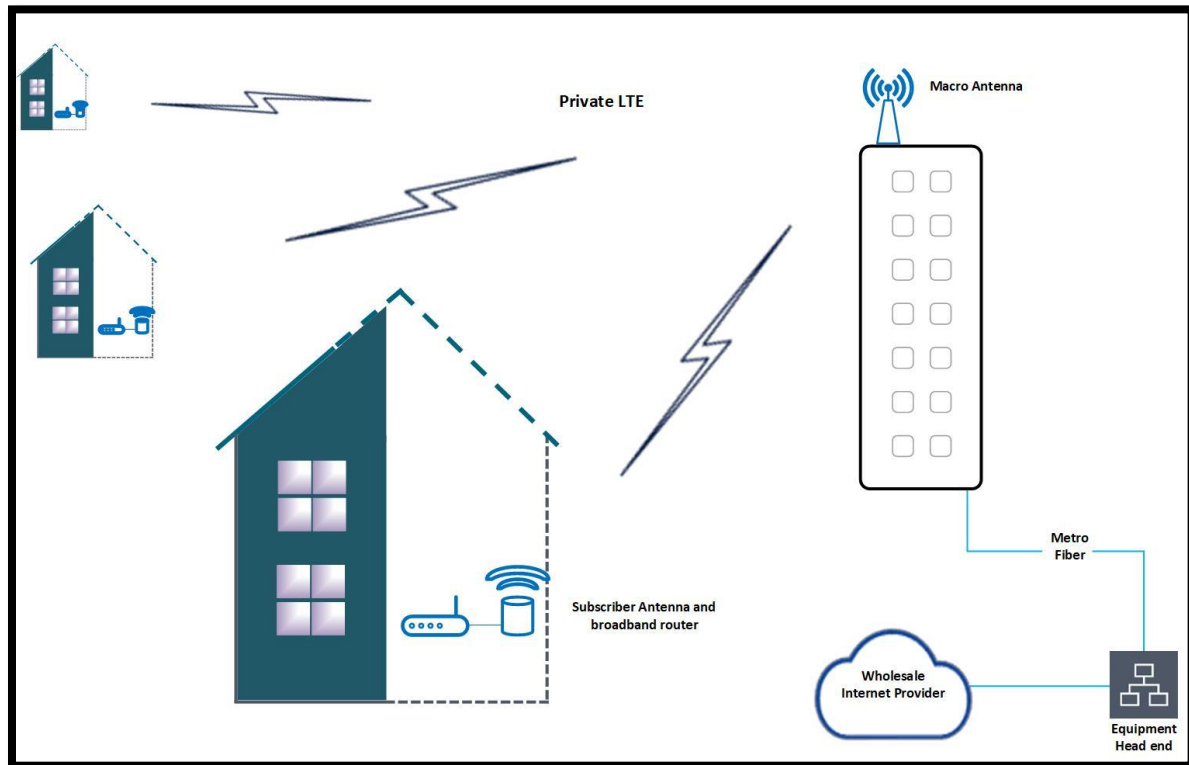 Private LTE
Macro Antenna
Metro
Fiber
Subscriber Antenna and
broadband router
Wholesale
Internet Provider
Equipment
Head end